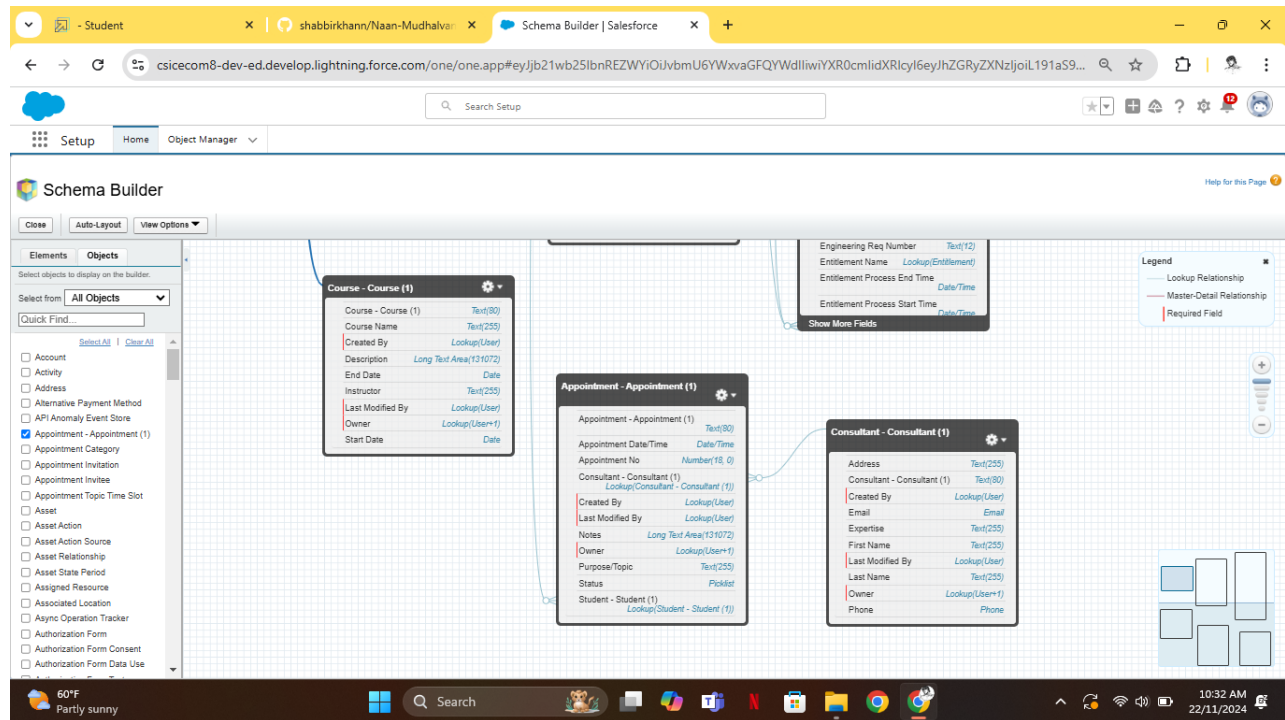 - Student
shabbirkhann/Naan-Mudhalvan
Schema Builder | Salesforce
csicecom8-dev-ed.develop.lightning.force.com/one/one.app#
Search Setup
12
Setup
Home
Object Manager
Schema Builder
Help for this Page
Close
Auto-Layout
View Options
Elements
Objects
Select objects to display on the builder.
Select from All Objects
Quick Find...
Select All | Clear All
Account
Activity
Address
Alternative Payment Method
API Anomaly Event Store
Appointment - Appointment (1)
Appointment Category
Appointment Invitation
Appointment Invitee
Appointment Topic Time Slot
Asset
Asset Action
Asset Action Source
Asset Relationship
Asset State Period
Assigned Resource
Associated Location
Async Operation Tracker
Authorization Form
Authorization Form Consent
Authorization Form Data Use
Course - Course (1)
Course - Course (1) Text(80)
Course Name Text(255)
Created By Lookup(User)
Description Long Text Area(131072)
End Date Date
Instructor Text(255)
Last Modified By Lookup(User)
Owner Lookup(User+1)
Start Date Date
Engineering Req Number Text(12)
Entitlement Name Lookup(Entitlement)
Entitlement Process End Time
Date/Time
Entitlement Process Start Time
Date/Time
Show More Fields
Appointment - Appointment (1)
Appointment - Appointment (1)
Text(80)
Appointment Date/Time Date/Time
Appointment No Number(18, 0)
Consultant - Consultant (1)
Lookup(Consultant - Consultant (1))
Created By Lookup(User)
Last Modified By Lookup(User)
Notes Long Text Area(131072)
Owner Lookup(User+1)
Purpose/Topic Text(255)
Status Picklist
Student - Student (1)
Lookup(Student - Student (1))
Consultant - Consultant (1)
Address Text(255)
Consultant - Consultant (1) Text(80)
Created By Lookup(User)
Email Email
Expertise Text(255)
First Name Text(255)
Last Modified By Lookup(User)
Last Name Text(255)
Owner Lookup(User+1)
Phone Phone
Legend
Lookup Relationship
Master-Detail Relationship
Required Field
60°F
Partly sunny
Search
10:32 AM
22/11/2024